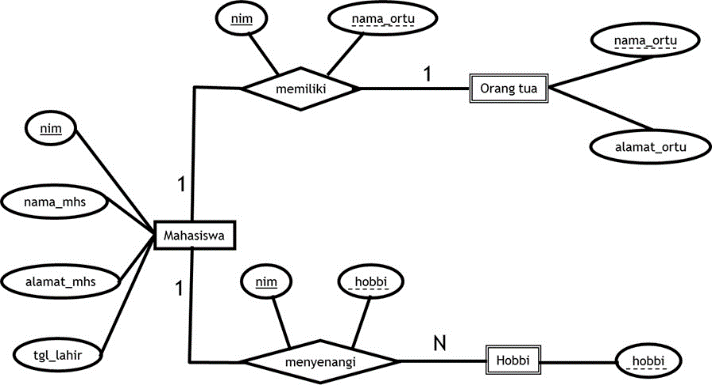 nim
nama_ortu
nama_ortu
memiliki
1
Orang tua
nim
alamat_ortu
1
nama_mhs
Mahasiswa
alamat_mhs
1
nim
hobbi
tgl_lahir
menyenangi
N
Hobbi
hobbi